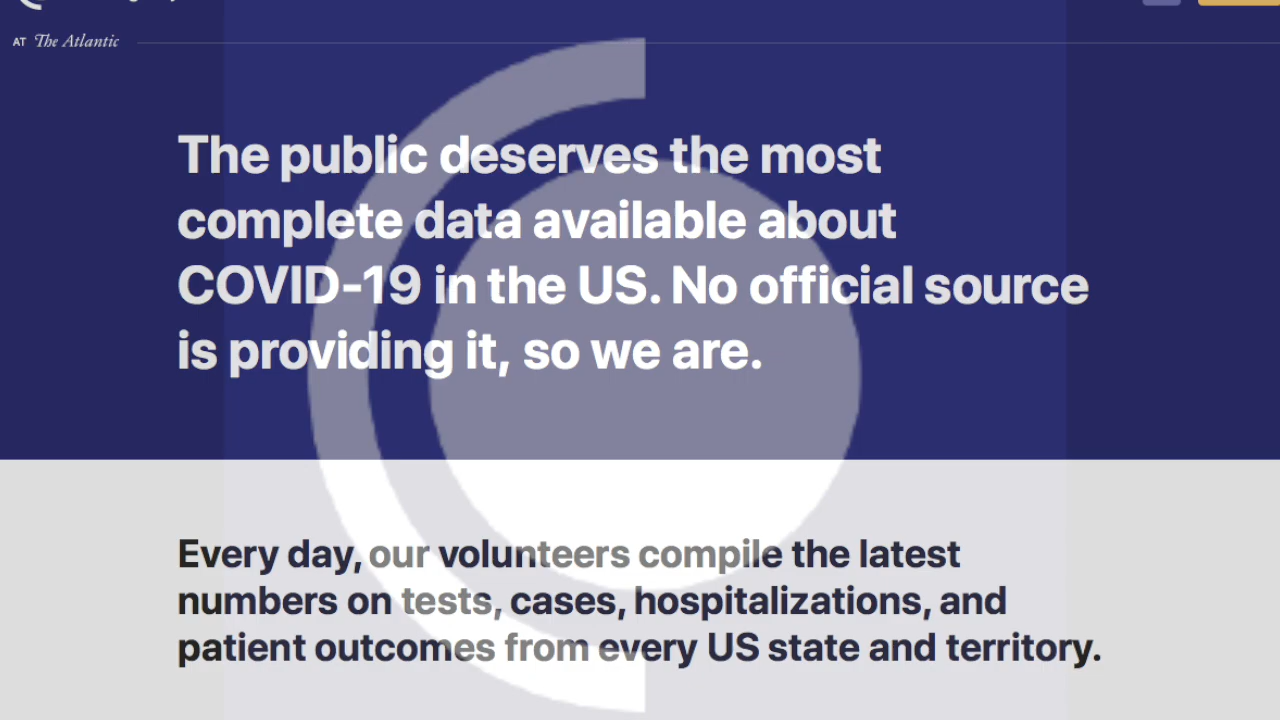 AT The Atlantic
The public deserves the most
complete data available about
COVID-19 in the US. No official source
is providing it, so we are.
Every day, our volunteers compile the latest
numbers on tests, cases, hospitalizations, and
patient outcomes from every US state and territory.